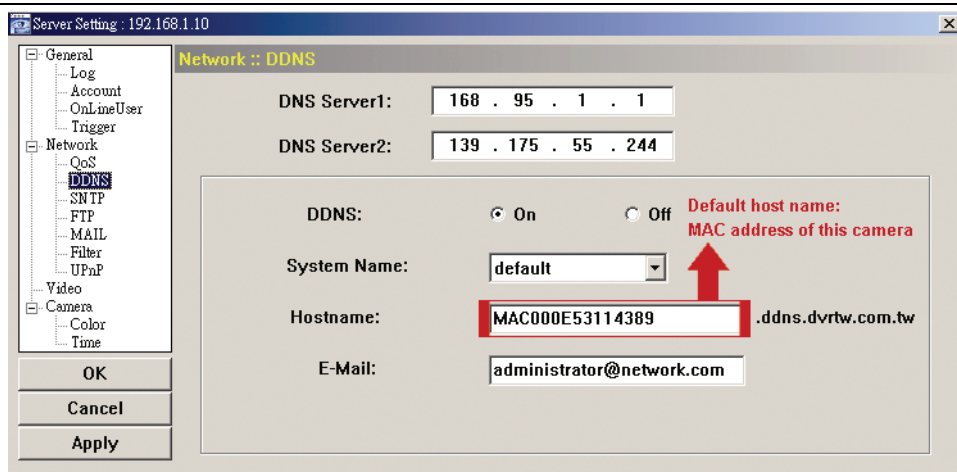 Server Setting : 192.168.1.10
General
Log
Account
OnLineUser
Trigger
Network
QoS
DDNS
SNTP
FTP
MAIL
Filter
UPnP
Video
Camera
Color
Time
OK
Cancel
Apply
Network :: DDNS
DNS Server1: 168 . 95 . 1 . 1
DNS Server2: 139 . 175 . 55 . 244
DDNS: On Off
Default host name:
MAC address of this camera
System Name: default
Hostname: MAC000E53114389 .ddns.dvrtw.com.tw
E-Mail: administrator@network.com